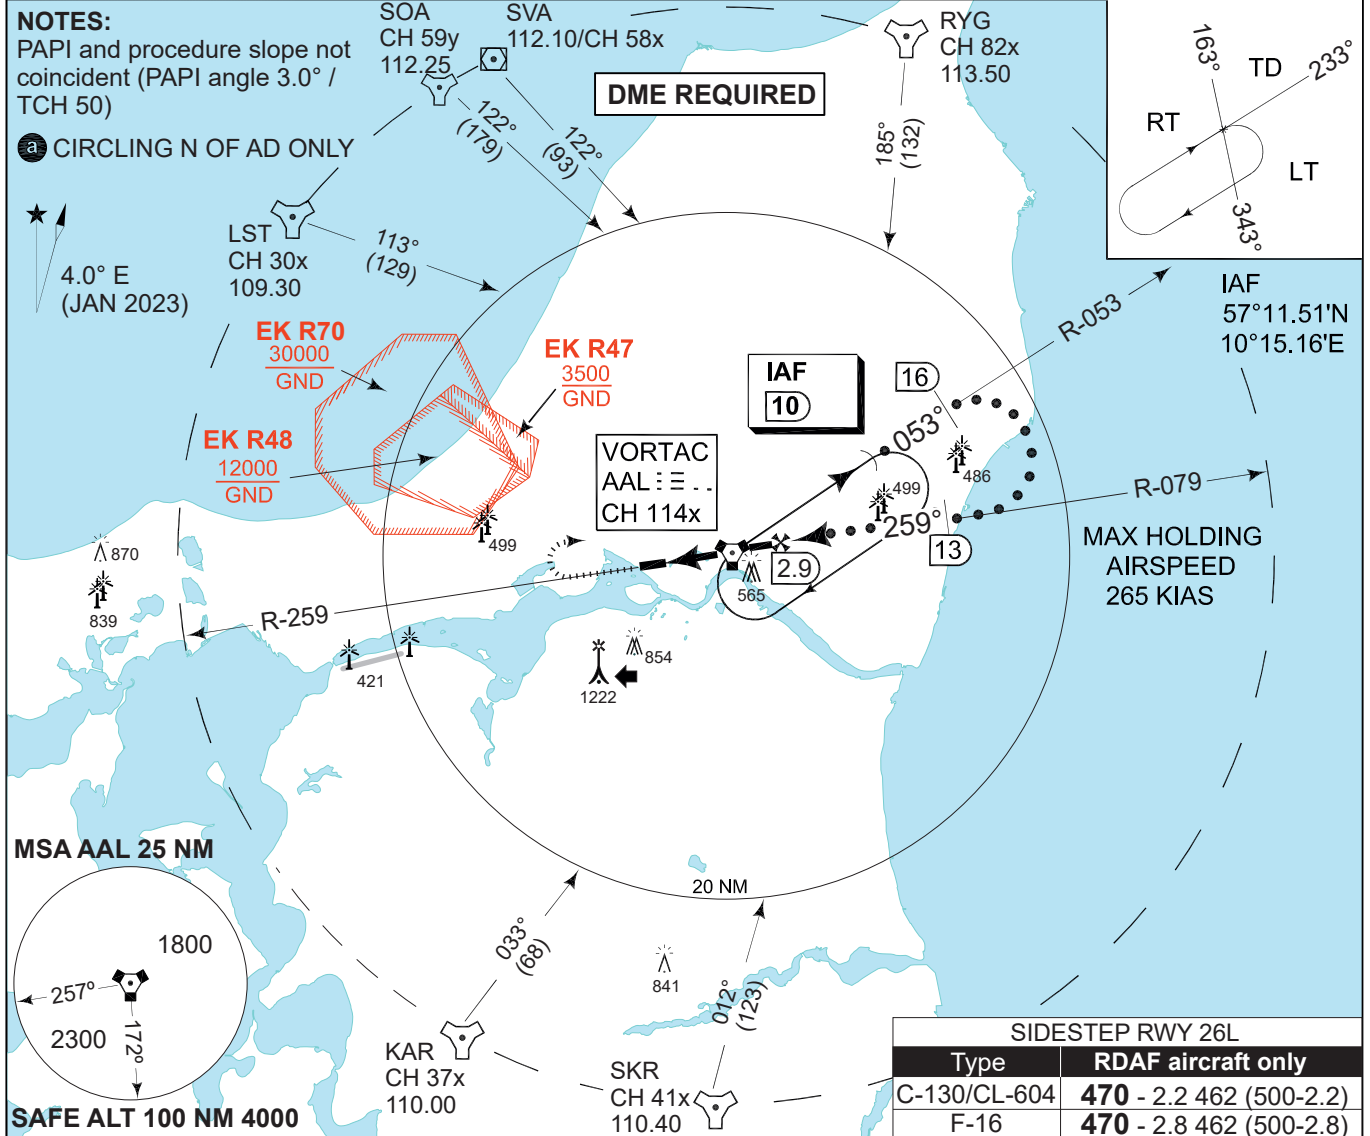 NOTES:
PAPI and procedure slope not
coincident (PAPI angle 3.0° /
TCH 50)
a CIRCLING N OF AD ONLY
4.0° E
(JAN 2023)
SOA
CH 59y
112.25
SVA
112.10/CH 58x
122°
(179)
122°
(93)
DME REQUIRED
RYG
CH 82x
113.50
185°
(132)
163°
TD
233°
RT
LT
343°
IAF
57°11.51'N
10°15.16'E
LST
CH 30x
109.30
113°
(129)
EK R70
30000
GND
EK R47
3500
GND
EK R48
12000
GND
IAF
10
16
R-053
053°
486
499
VORTAC
AAL
CH 114x
259°
13
R-079
MAX HOLDING
AIRSPEED
265 KIAS
499
870
839
2.9
565
R-259
421
854
1222
20 NM
MSA AAL 25 NM
1800
257°
2300
172°
SAFE ALT 100 NM 4000
033°
(68)
KAR
CH 37x
110.00
841
012°
(123)
SKR
CH 41x
110.40
SIDESTEP RWY 26L
Type RDAF aircraft only
C-130/CL-604 470 - 2.2 462 (500-2.2)
F-16 470 - 2.8 462 (500-2.8)